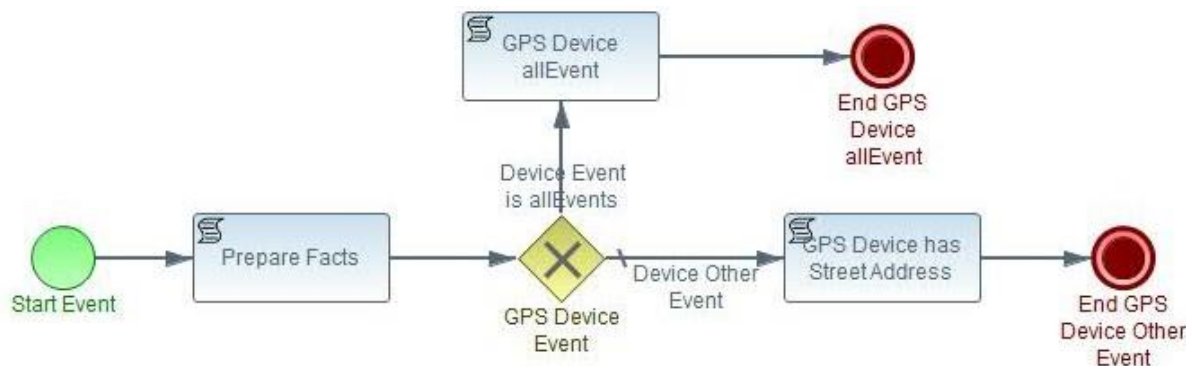 GPS Device
allEvent
End GPS
Device
allEvent
Device Event
is allEvents
Start Event
Prepare Facts
GPS Device
Event
Device Other
Event
GPS Device has
Street Address
End GPS
Device Other
Event